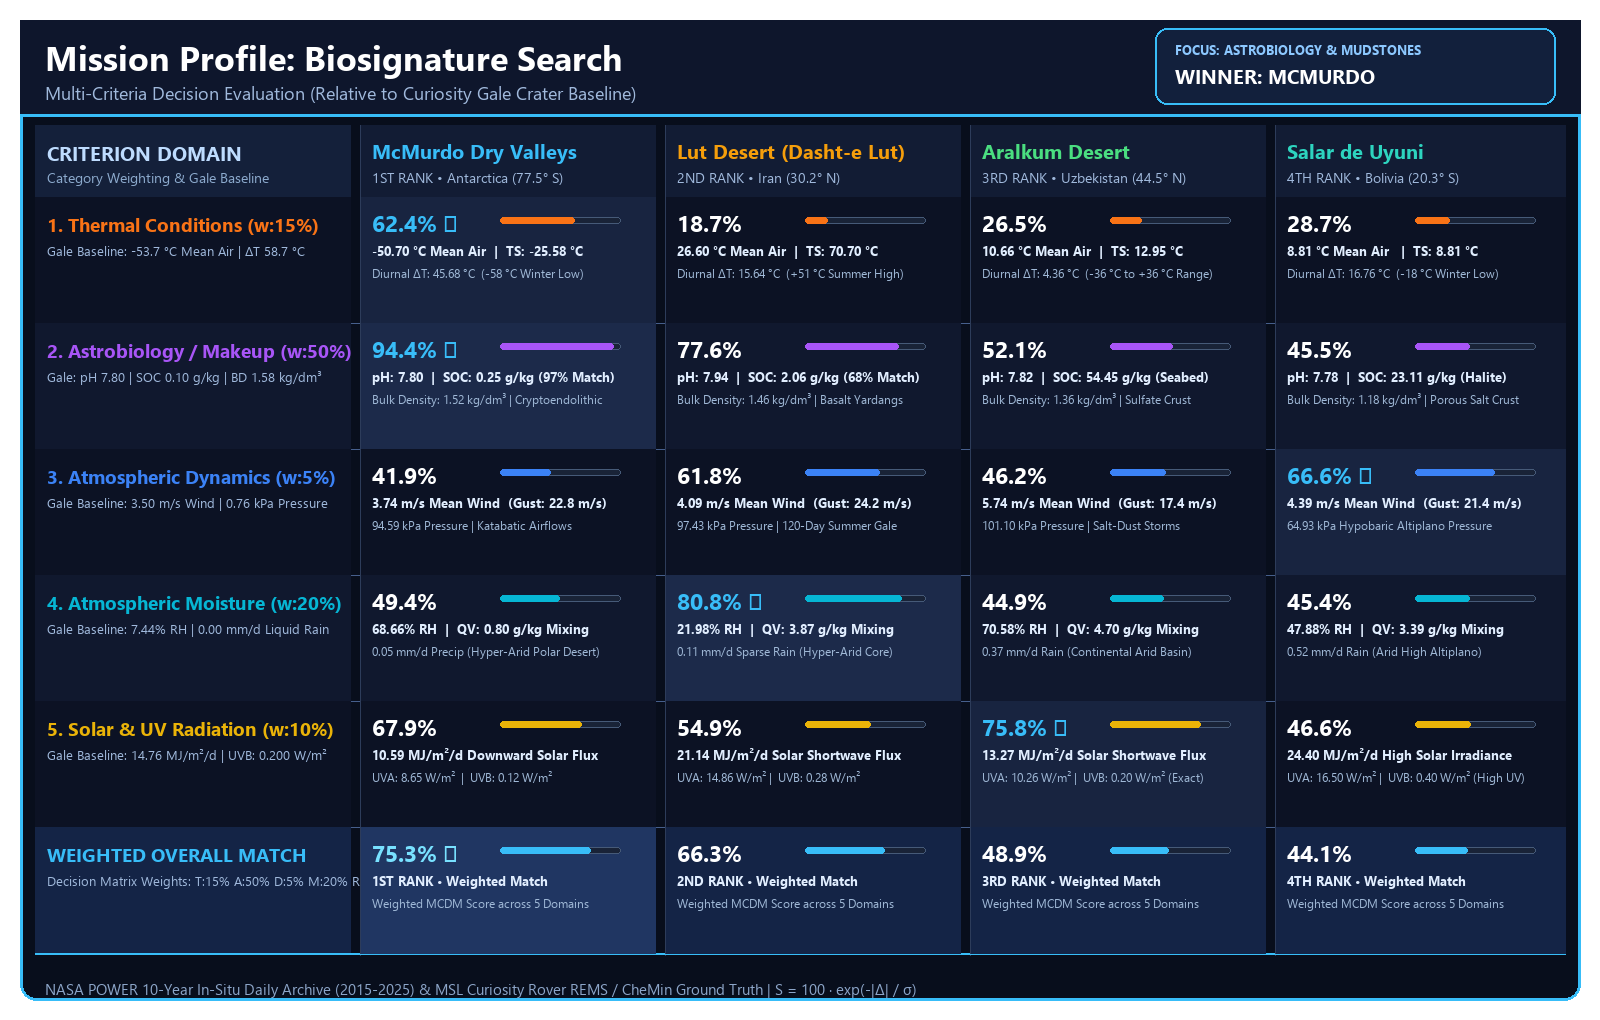 Mission Profile: Biosignature Search
Multi-Criteria Decision Evaluation (Relative to Curiosity Gale Crater Baseline)
FOCUS: ASTROBIOLOGY & MUDSTONES
WINNER: MCMURDO
CRITERION DOMAIN
Category Weighting & Gale Baseline
McMurdo Dry Valleys
1ST RANK • Antarctica (77.5° S)
Lut Desert (Dasht-e Lut)
2ND RANK • Iran (30.2° N)
Aralkum Desert
3RD RANK • Uzbekistan (44.5° N)
Salar de Uyuni
4TH RANK • Bolivia (20.3° S)
1. Thermal Conditions (w:15%)
Gale Baseline: -53.7 °C Mean Air | ΔT 58.7 °C
62.4%
-50.70 °C Mean Air | TS: -25.58 °C
Diurnal ΔT: 45.68 °C (-58 °C Winter Low)
18.7%
26.60 °C Mean Air | TS: 70.70 °C
Diurnal ΔT: 15.64 °C (+51 °C Summer High)
26.5%
10.66 °C Mean Air | TS: 12.95 °C
Diurnal ΔT: 4.36 °C (-36 °C to +36 °C Range)
28.7%
8.81 °C Mean Air | TS: 8.81 °C
Diurnal ΔT: 16.76 °C (-18 °C Winter Low)
2. Astrobiology / Makeup (w:50%)
Gale: pH 7.80 | SOC 0.10 g/kg | BD 1.58 kg/dm³
94.4%
pH: 7.80 | SOC: 0.25 g/kg (97% Match)
Bulk Density: 1.52 kg/dm³ | Cryptoendolithic
77.6%
pH: 7.94 | SOC: 2.06 g/kg (68% Match)
Bulk Density: 1.46 kg/dm³ | Basalt Yardangs
52.1%
pH: 7.82 | SOC: 54.45 g/kg (Seabed)
Bulk Density: 1.36 kg/dm³ | Sulfate Crust
45.5%
pH: 7.78 | SOC: 23.11 g/kg (Halite)
Bulk Density: 1.18 kg/dm³ | Porous Salt Crust
3. Atmospheric Dynamics (w:5%)
Gale Baseline: 3.50 m/s Wind | 0.76 kPa Pressure
41.9%
3.74 m/s Mean Wind (Gust: 22.8 m/s)
94.59 kPa Pressure | Katabatic Airflows
61.8%
4.09 m/s Mean Wind (Gust: 24.2 m/s)
97.43 kPa Pressure | 120-Day Summer Gale
46.2%
5.74 m/s Mean Wind (Gust: 17.4 m/s)
101.10 kPa Pressure | Salt-Dust Storms
66.6%
4.39 m/s Mean Wind (Gust: 21.4 m/s)
64.93 kPa Hypobaric Altiplano Pressure
4. Atmospheric Moisture (w:20%)
Gale Baseline: 7.44% RH | 0.00 mm/d Liquid Rain
49.4%
68.66% RH | QV: 0.80 g/kg Mixing
0.05 mm/d Precip (Hyper-Arid Polar Desert)
80.8%
21.98% RH | QV: 3.87 g/kg Mixing
0.11 mm/d Sparse Rain (Hyper-Arid Core)
44.9%
70.58% RH | QV: 4.70 g/kg Mixing
0.37 mm/d Rain (Continental Arid Basin)
45.4%
47.88% RH | QV: 3.39 g/kg Mixing
0.52 mm/d Rain (Arid High Altiplano)
5. Solar & UV Radiation (w:10%)
Gale Baseline: 14.76 MJ/m²/d | UVB: 0.200 W/m²
67.9%
10.59 MJ/m²/d Downward Solar Flux
UVA: 8.65 W/m² | UVB: 0.12 W/m²
54.9%
21.14 MJ/m²/d Solar Shortwave Flux
UVA: 14.86 W/m² | UVB: 0.28 W/m²
75.8%
13.27 MJ/m²/d Solar Shortwave Flux
UVA: 10.26 W/m² | UVB: 0.20 W/m² (Exact)
46.6%
24.40 MJ/m²/d High Solar Irradiance
UVA: 16.50 W/m² | UVB: 0.40 W/m² (High UV)
WEIGHTED OVERALL MATCH
Decision Matrix Weights: T:15% A:50% D:5% M:20% R
75.3%
1ST RANK • Weighted Match
Weighted MCDM Score across 5 Domains
66.3%
2ND RANK • Weighted Match
Weighted MCDM Score across 5 Domains
48.9%
3RD RANK • Weighted Match
Weighted MCDM Score across 5 Domains
44.1%
4TH RANK • Weighted Match
Weighted MCDM Score across 5 Domains
NASA POWER 10-Year In-Situ Daily Archive (2015-2025) & MSL Curiosity Rover REMS / CheMin Ground Truth | S = 100 · exp(-|Δ| / σ)